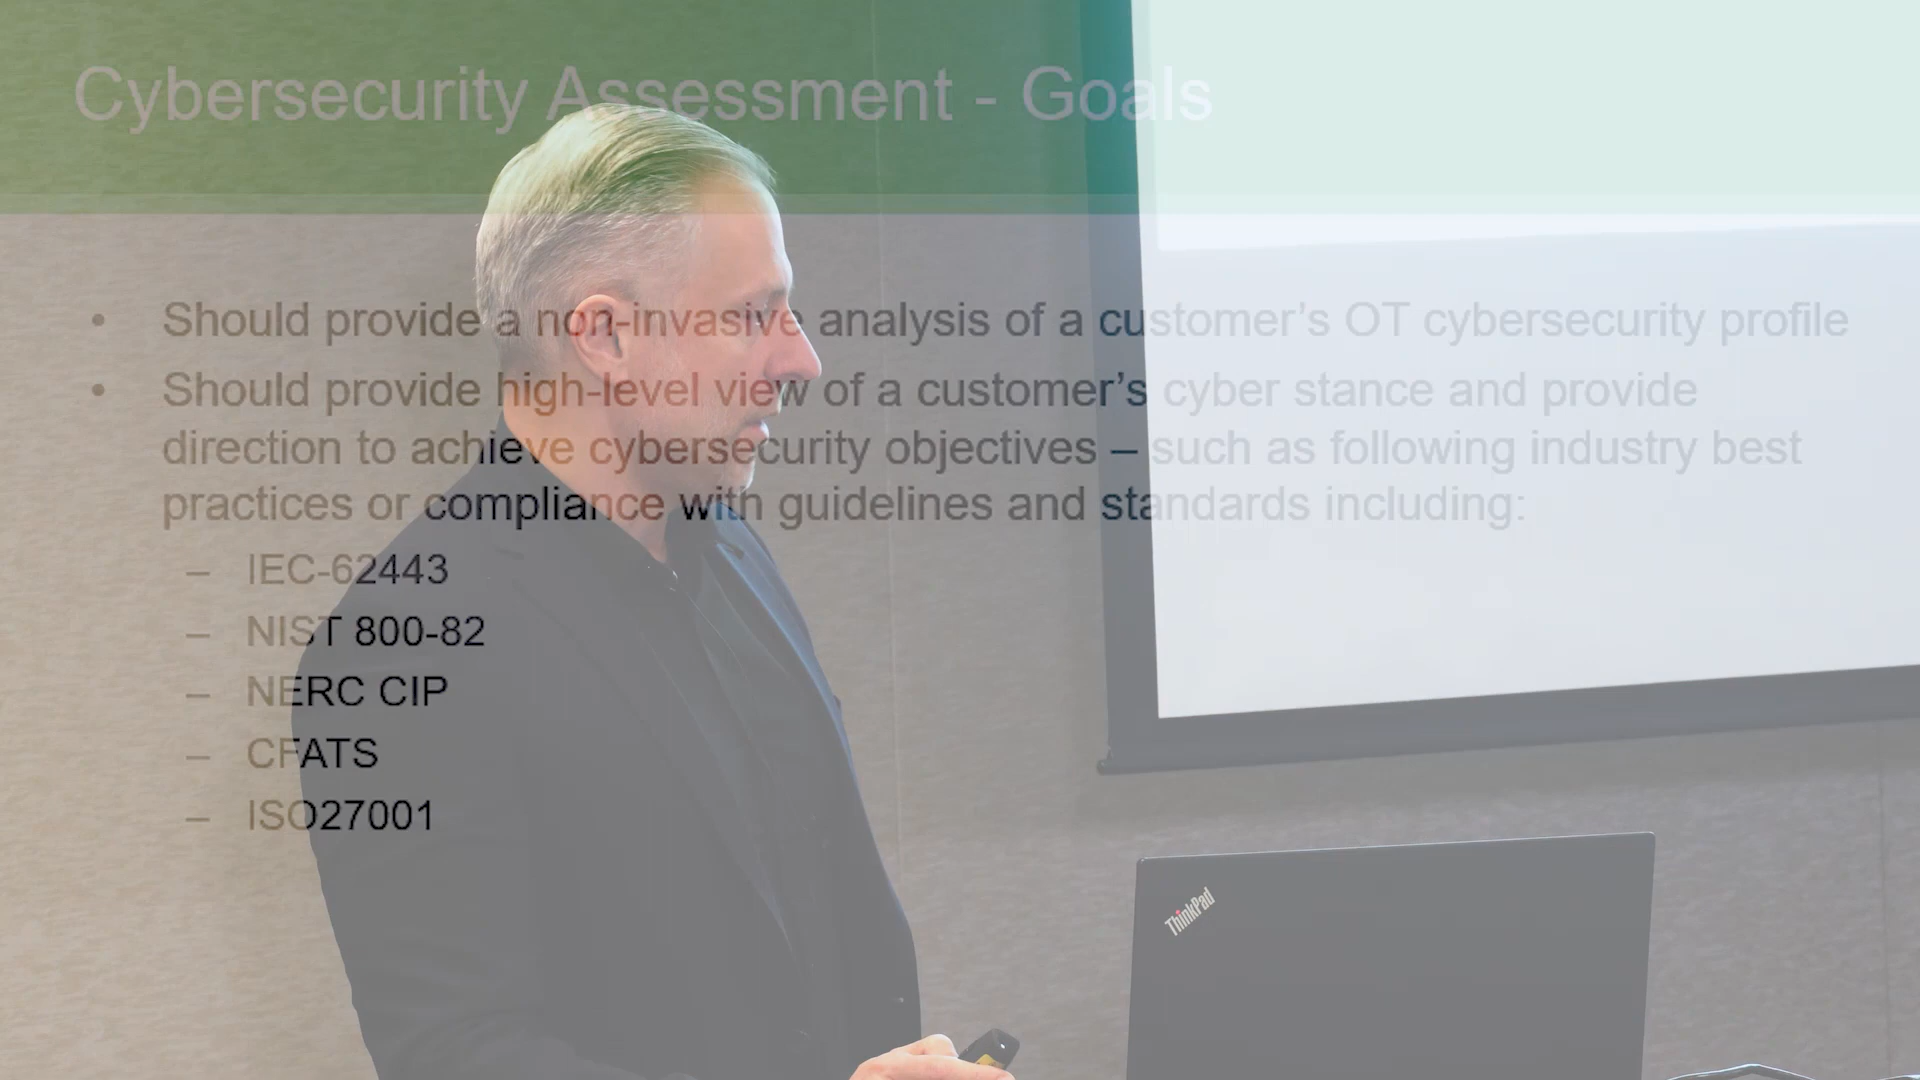 Cybersecurity Assessment - Goals
• Should provide a non-invasive analysis of a customer’s OT cybersecurity profile
• Should provide high-level view of a customer’s cyber stance and provide
direction to achieve cybersecurity objectives – such as following industry best
practices or compliance with guidelines and standards including:
– IEC-62443
– NIST 800-82
– NERC CIP
– CFATS
– ISO27001
ThinkPad